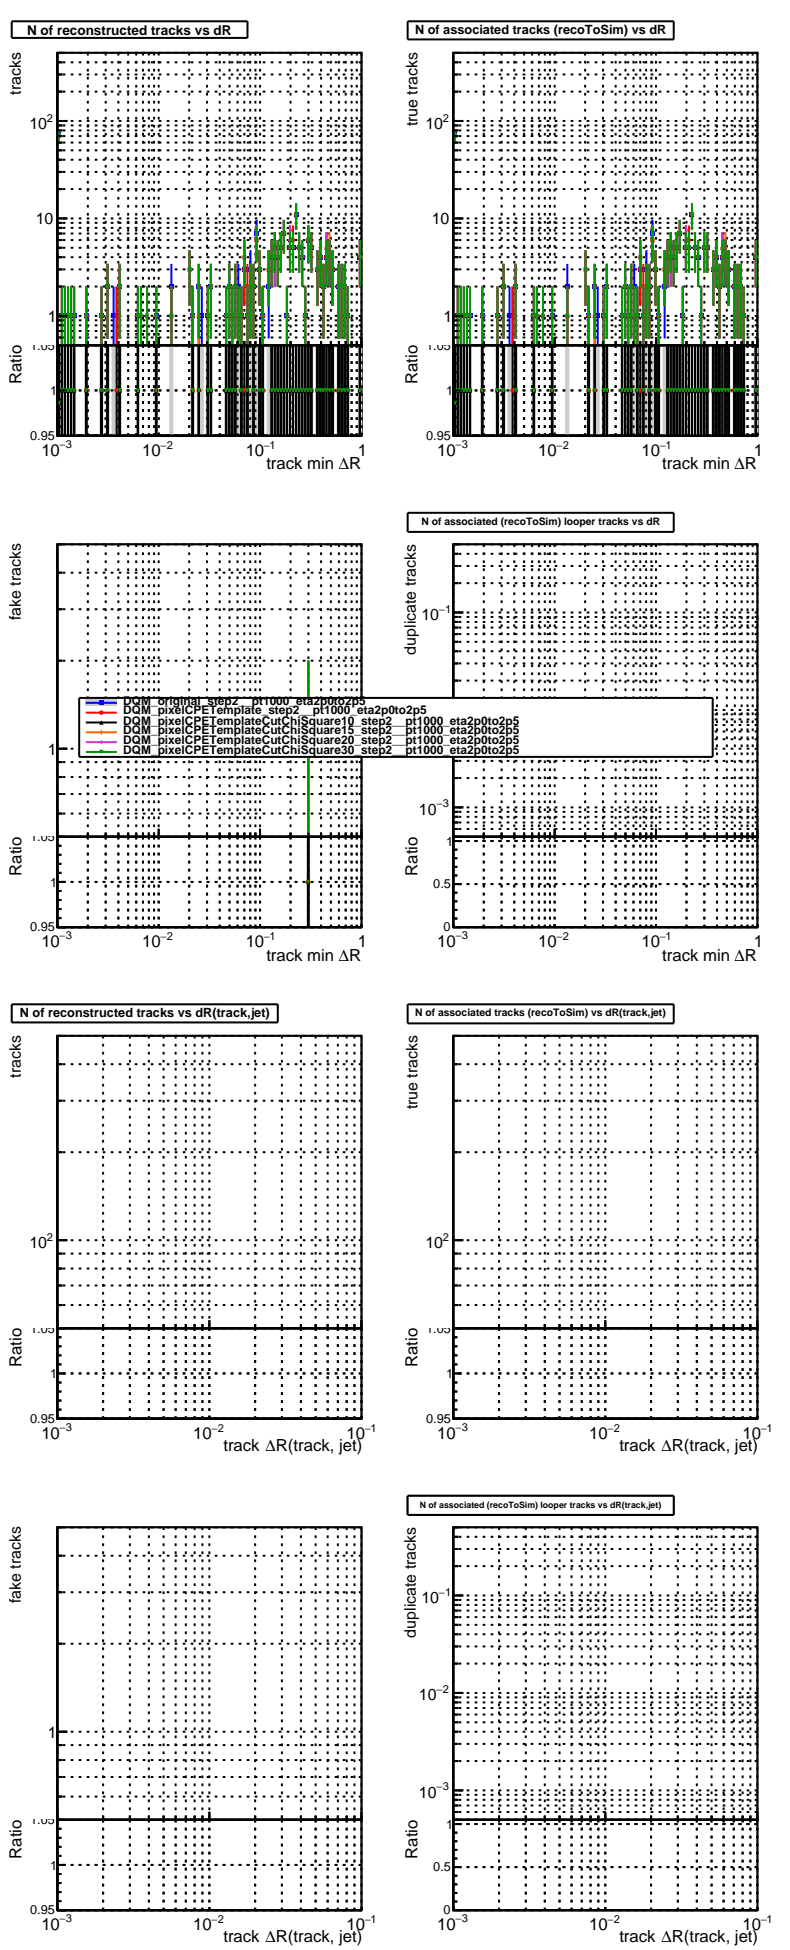 N of reconstructed tracks vs dR
tracks
10²
10
1
1.05
Ratio
1
0.95
10⁻³ 10⁻² 10⁻¹ 1
track min ΔR
N of associated tracks (recoToSim) vs dR
true tracks
10²
10
1
1.05
Ratio
1
0.95
10⁻³ 10⁻² 10⁻¹ 1
track min ΔR
fake tracks
1
1.05
Ratio
1
0.95
10⁻³ 10⁻² 10⁻¹ 1
track min ΔR
N of associated (recoToSim) looper tracks vs dR
duplicate tracks
10⁻¹
10⁻³
1
Ratio
0.5
0
10⁻³ 10⁻² 10⁻¹ 1
track min ΔR
DQM_original_step2__pt1000_eta2p0to2p5
DQM_pixelCPETemplate_step2__pt1000_eta2p0to2p5
DQM_pixelCPETemplateCutChiSquare10_step2__pt1000_eta2p0to2p5
DQM_pixelCPETemplateCutChiSquare15_step2__pt1000_eta2p0to2p5
DQM_pixelCPETemplateCutChiSquare20_step2__pt1000_eta2p0to2p5
DQM_pixelCPETemplateCutChiSquare30_step2__pt1000_eta2p0to2p5
N of reconstructed tracks vs dR(track,jet)
tracks
10²
1.05
Ratio
1
0.95
10⁻³ 10⁻² 10⁻¹
track ΔR(track, jet)
N of associated tracks (recoToSim) vs dR(track,jet)
true tracks
10²
1.05
Ratio
1
0.95
10⁻³ 10⁻² 10⁻¹
track ΔR(track, jet)
fake tracks
1
1.05
Ratio
1
0.95
10⁻³ 10⁻² 10⁻¹
track ΔR(track, jet)
N of associated (recoToSim) looper tracks vs dR(track,jet)
duplicate tracks
10⁻¹
10⁻²
10⁻³
1
Ratio
0.5
0
10⁻³ 10⁻² 10⁻¹
track ΔR(track, jet)